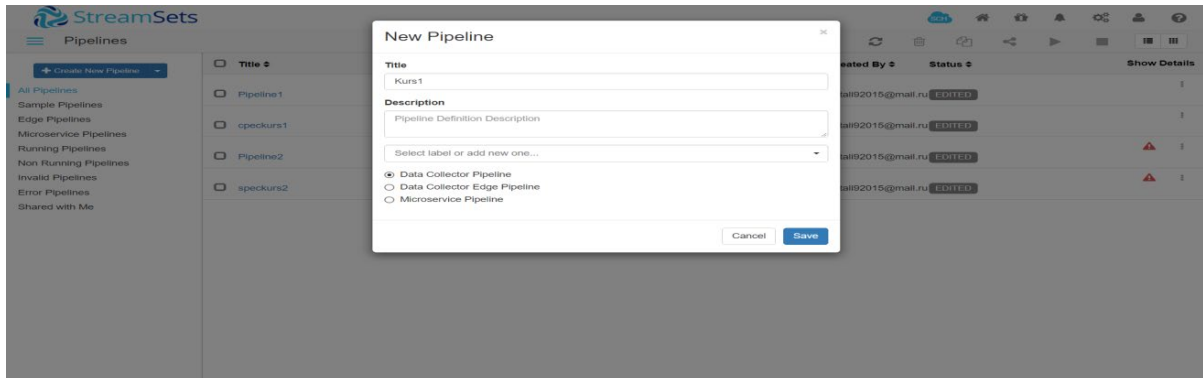 StreamSets
SCH
Pipelines
+ Create New Pipeline
All Pipelines
Sample Pipelines
Edge Pipelines
Microservice Pipelines
Running Pipelines
Non Running Pipelines
Invalid Pipelines
Error Pipelines
Shared with Me
Title
Pipeline1
cpeckurs1
Pipeline2
speckurs2
New Pipeline
Title
Kurs1
Description
Pipeline Definition Description
Select label or add new one...
Data Collector Pipeline
Data Collector Edge Pipeline
Microservice Pipeline
Cancel
Save
eated By
Status
Show Details
tali92015@mail.ru EDITED
tali92015@mail.ru EDITED
tali92015@mail.ru EDITED
tali92015@mail.ru EDITED